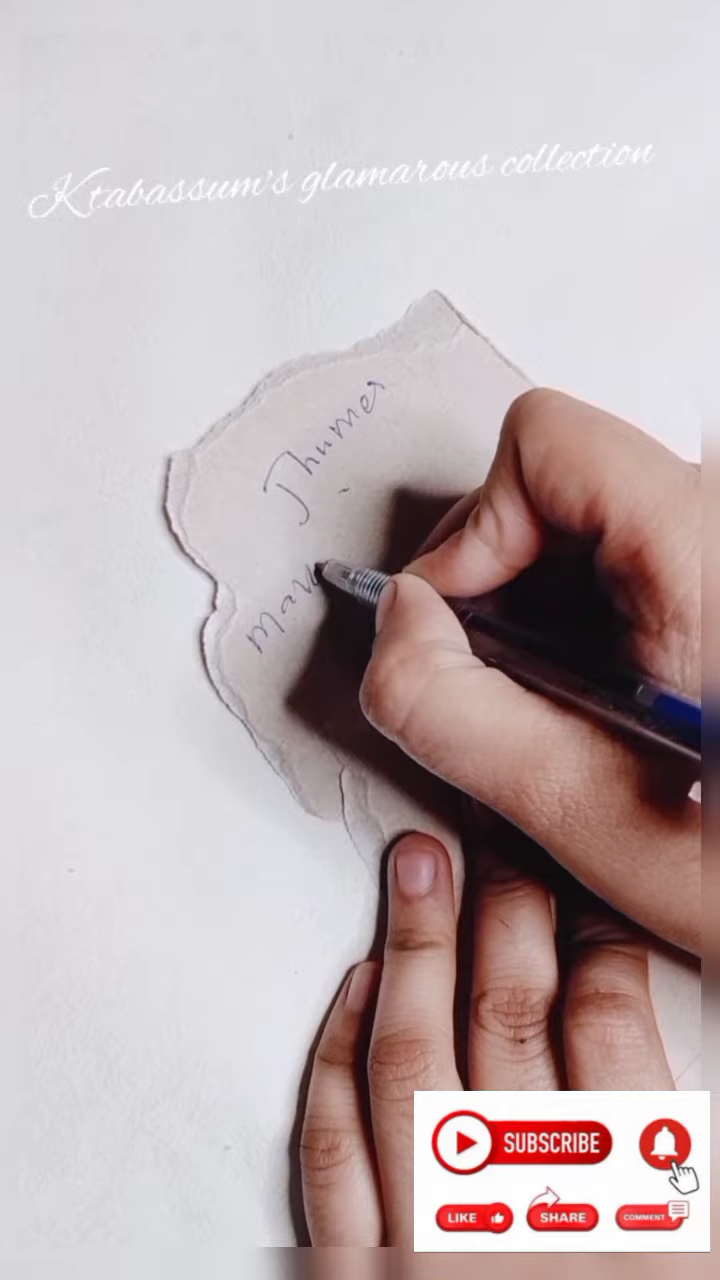 Ktabassum's glamarous collection
Jhumer
SUBSCRIBE
LIKE
SHARE
COMMENT